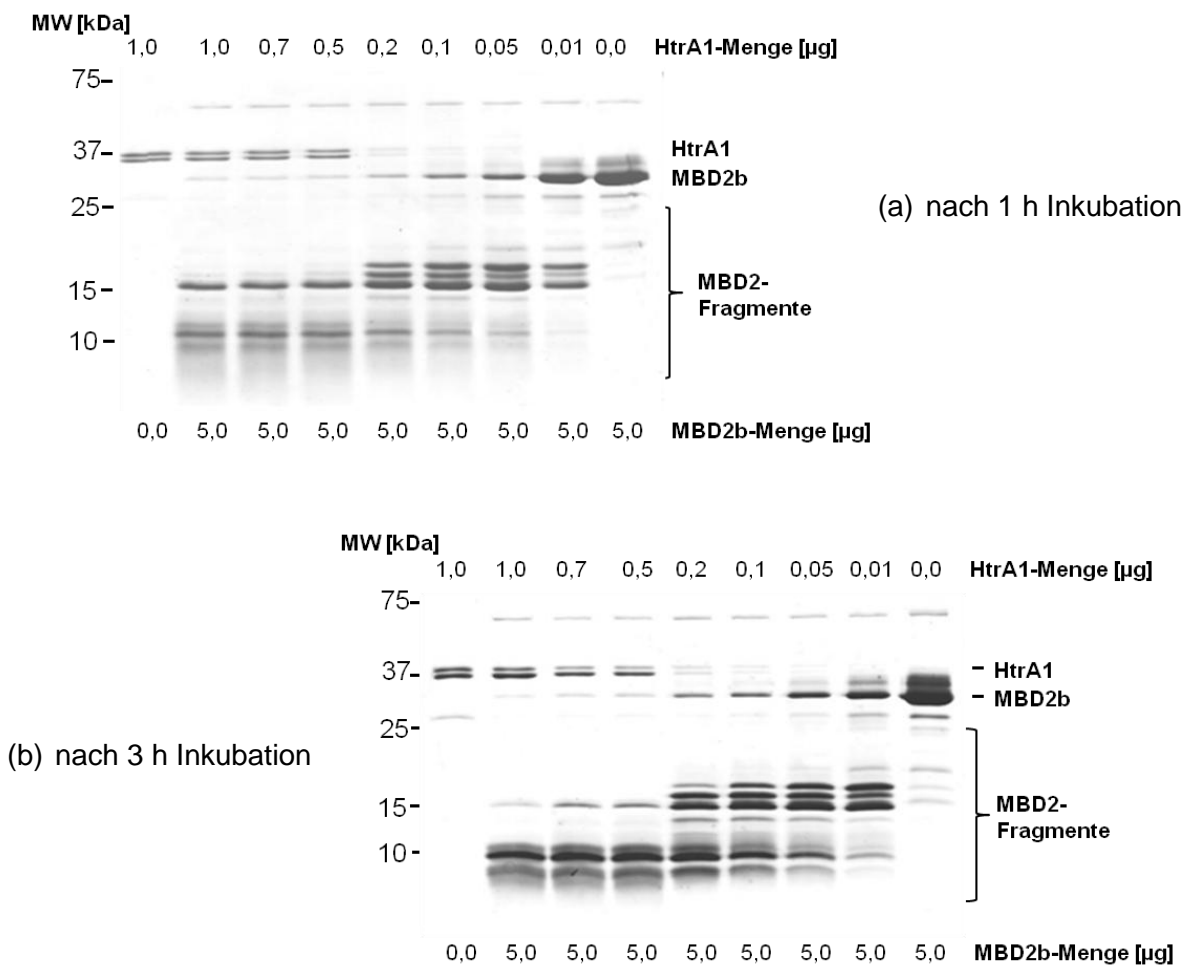 MW [kDa]
1,0 1,0 0,7 0,5 0,2 0,1 0,05 0,01 0,0 HtrA1-Menge [µg]
75
37 HtrA1
MBD2b
25 (a) nach 1 h Inkubation
15 MBD2-
Fragmente
10
0,0 5,0 5,0 5,0 5,0 5,0 5,0 5,0 5,0 MBD2b-Menge [µg]
MW [kDa]
1,0 1,0 0,7 0,5 0,2 0,1 0,05 0,01 0,0 HtrA1-Menge [µg]
75
37 HtrA1
MBD2b
25
(b) nach 3 h Inkubation
15 MBD2-
Fragmente
10
0,0 5,0 5,0 5,0 5,0 5,0 5,0 5,0 5,0 MBD2b-Menge [µg]